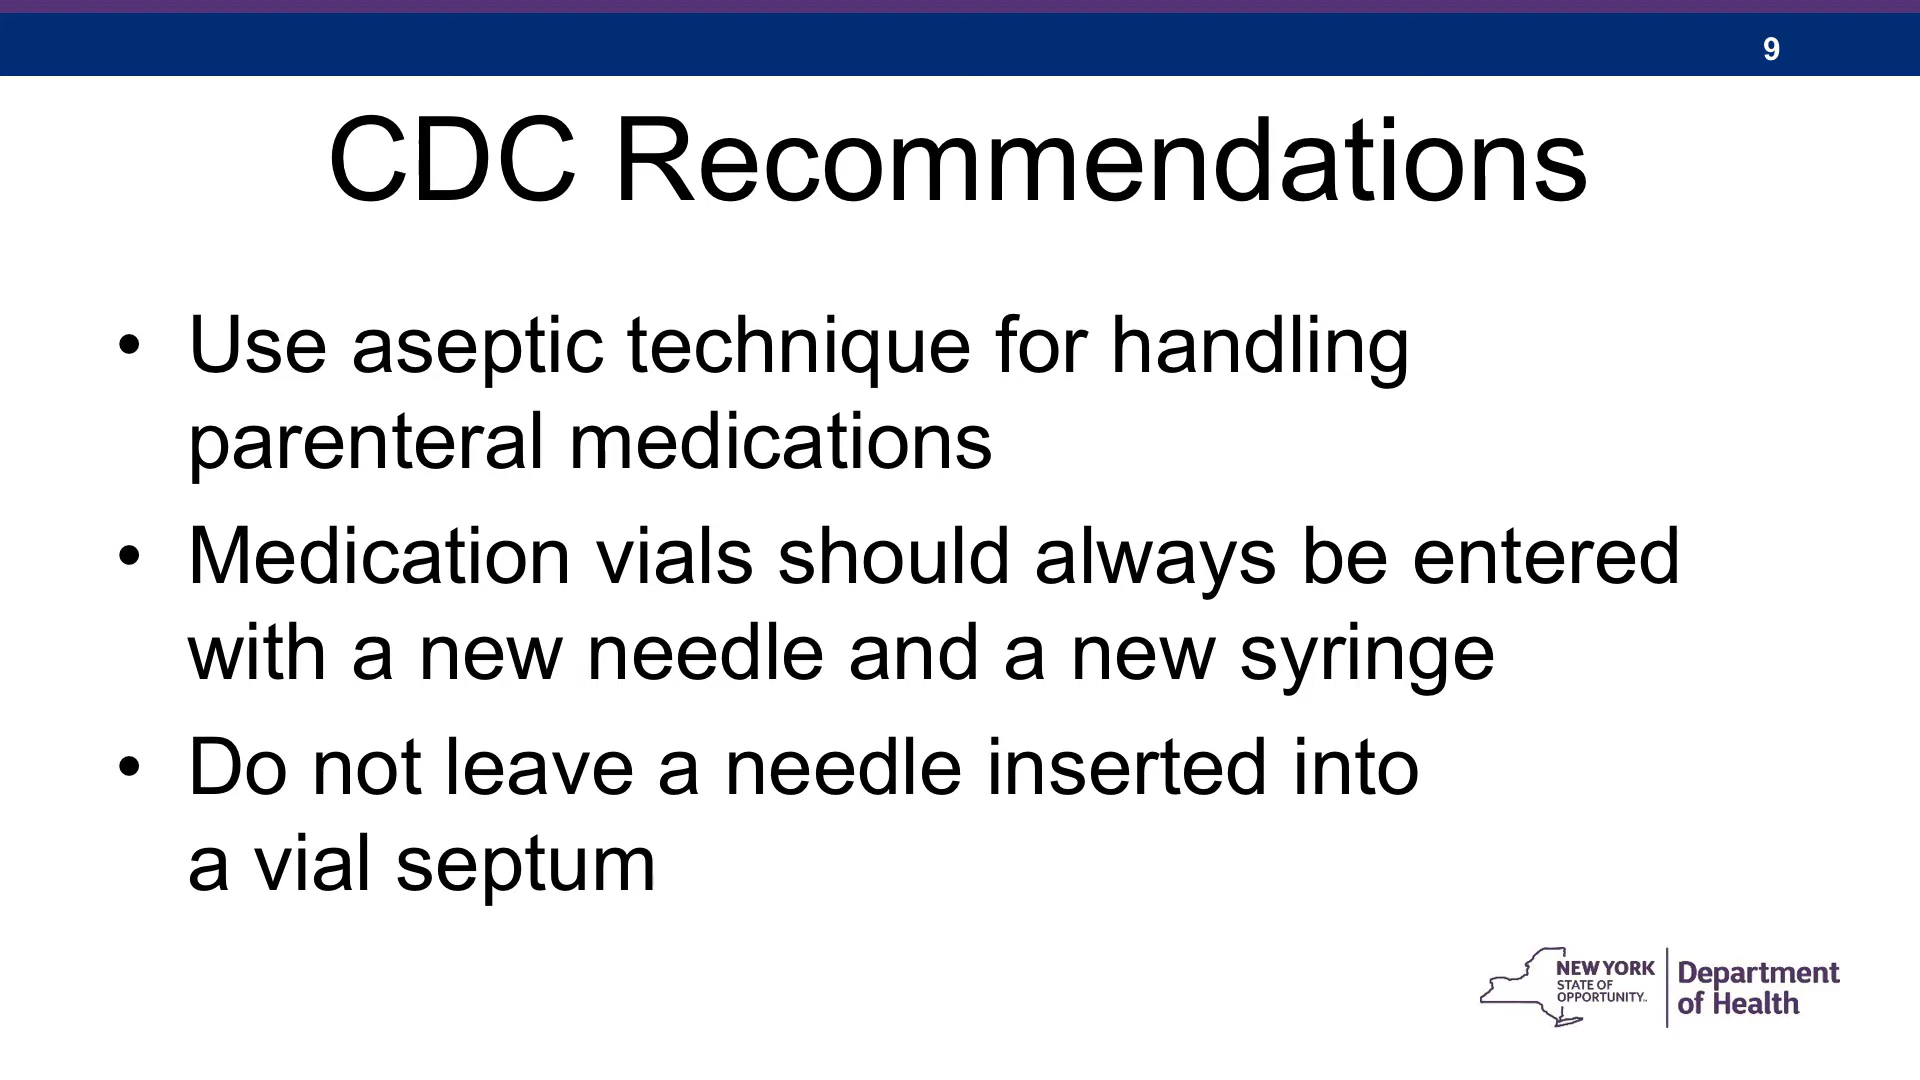 9
CDC Recommendations
• Use aseptic technique for handling
parenteral medications
• Medication vials should always be entered
with a new needle and a new syringe
• Do not leave a needle inserted into
a vial septum
NEW YORK
STATE OF
OPPORTUNITY.
Department
of Health